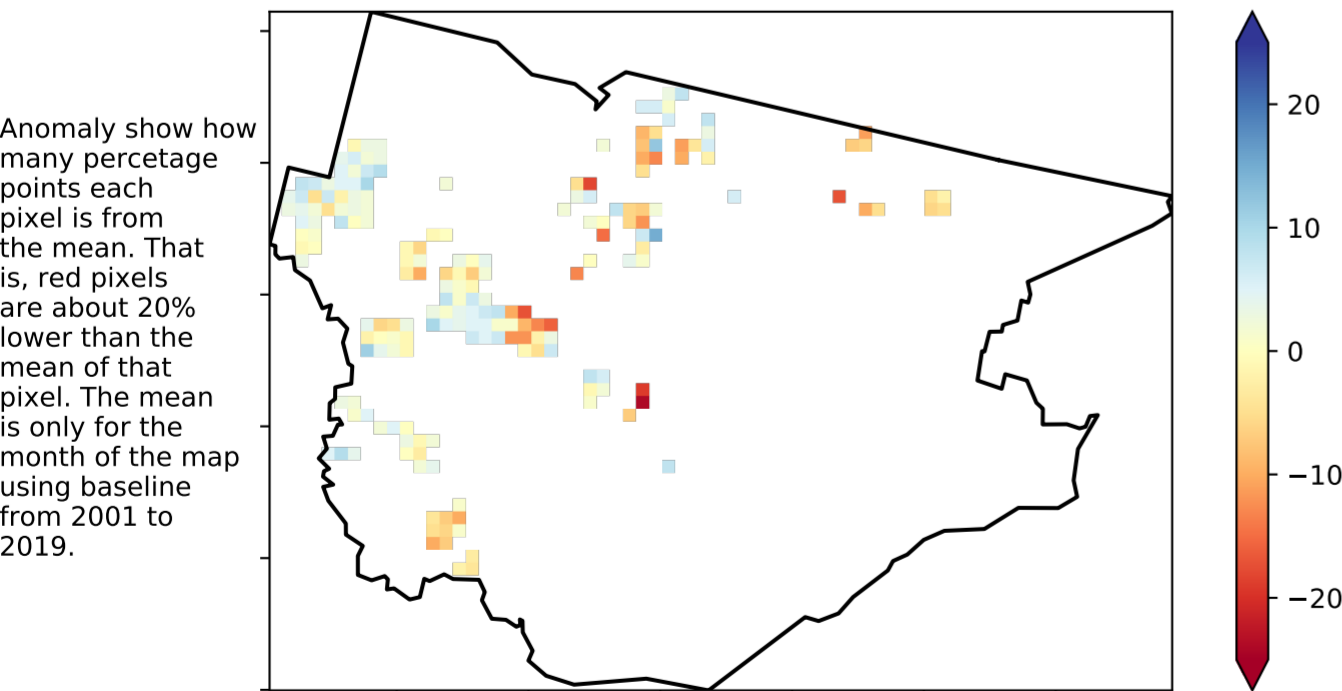 Anomaly show how
many percetage
points each
pixel is from
the mean. That
is, red pixels
are about 20%
lower than the
mean of that
pixel. The mean
is only for the
month of the map
using baseline
from 2001 to
2019.
20
10
0
−10
−20